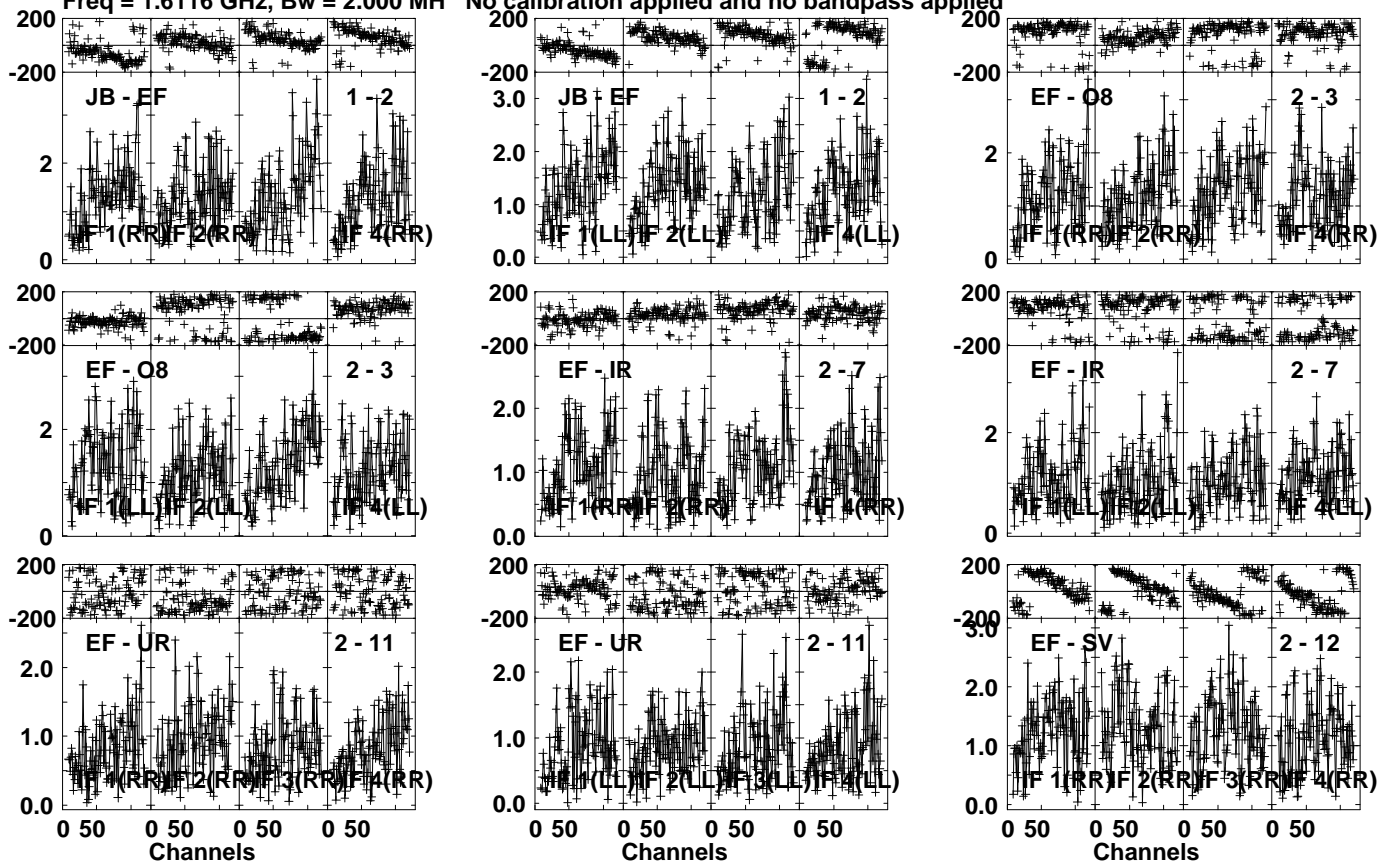 Freq = 1.6116 GHz, Bw = 2.000 MH No calibration applied and no bandpass applied
200
-200
JB - EF 1 - 2
2
0
IF 1(RR) IF 2(RR) IF 4(RR)
200
-200
JB - EF 1 - 2
3.0
2.0
1.0
0.0
IF 1(LL) IF 2(LL) IF 4(LL)
200
-200
EF - O8 2 - 3
2
0
IF 1(RR) IF 2(RR) IF 4(RR)
200
-200
EF - O8 2 - 3
2
0
IF 1(LL) IF 2(LL) IF 4(LL)
200
-200
EF - IR 2 - 7
2.0
1.0
0.0
IF 1(RR) IF 2(RR) IF 4(RR)
200
-200
EF - IR 2 - 7
2
0
IF 1(LL) IF 2(LL) IF 4(LL)
200
-200
EF - UR 2 - 11
2.0
1.0
0.0
IF 1(RR) IF 2(RR) IF 3(RR) IF 4(RR)
0 50 0 50 0 50 0 50
Channels
200
-200
EF - UR 2 - 11
2.0
1.0
0.0
IF 1(LL) IF 2(LL) IF 3(LL) IF 4(LL)
0 50 0 50 0 50 0 50
Channels
200
-200
EF - SV 2 - 12
3.0
2.0
1.0
0.0
IF 1(RR) IF 2(RR) IF 3(RR) IF 4(RR)
0 50 0 50 0 50 0 50
Channels